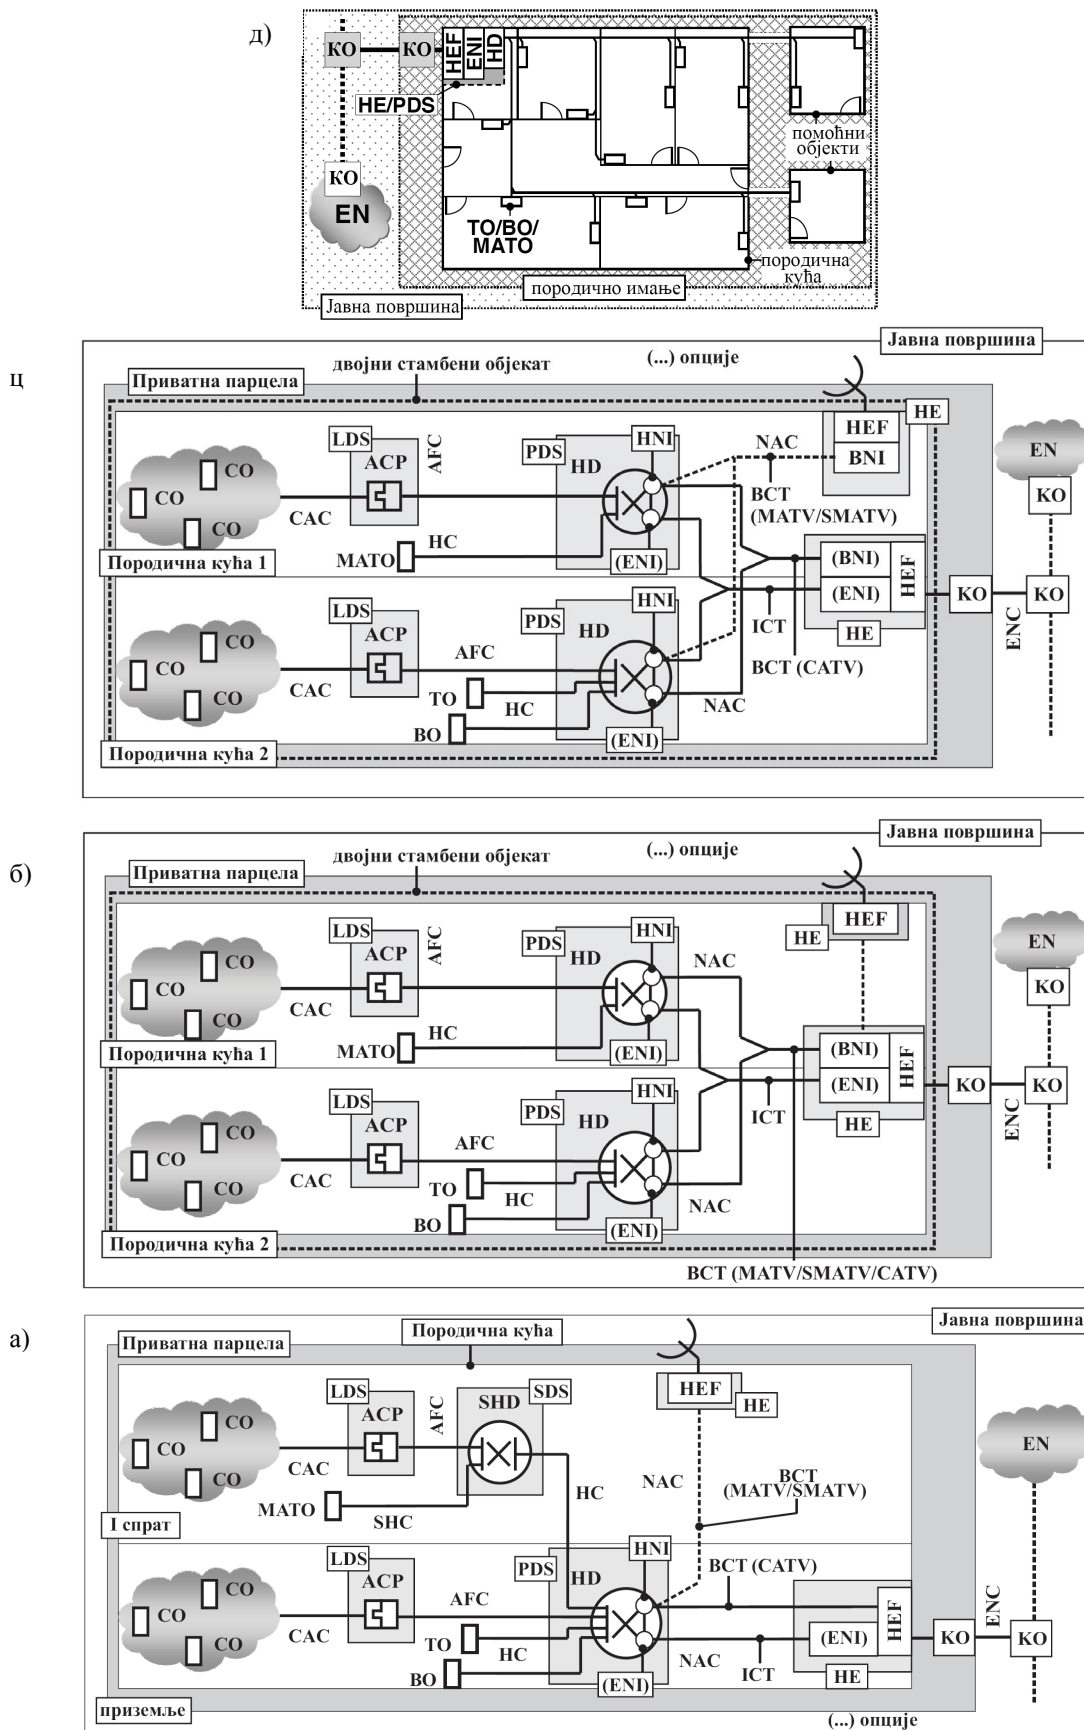 д)
КО
КО
HEF
ENI
HD
HE/PDS
КО
EN
TO/BO/
MATO
помоћни
објекти
породична
кућа
породично имање
Јавна површина
ц
Јавна површина
двојни стамбени објекат
(...) опције
Приватна парцела
HE
LDS
ACP
AFC
PDS
HD
HNI
NAC
HEF
BNI
EN
CO
CO
CO
CAC
BCT
(MATV/SMATV)
КО
MATO
HC
(ENI)
Породична кућа 1
(BNI)
(ENI)
HEF
КО
КО
ENC
LDS
ACP
PDS
HD
HNI
ICT
HE
CO
CO
CO
CAC
AFC
TO
HC
BO
BCT (CATV)
NAC
(ENI)
Породична кућа 2
Јавна површина
б)
двојни стамбени објекат
(...) опције
Приватна парцела
HEF
HE
LDS
ACP
AFC
PDS
HD
HNI
NAC
EN
CO
CO
CO
CAC
КО
MATO
HC
(ENI)
Породична кућа 1
(BNI)
(ENI)
HEF
КО
КО
ENC
LDS
ACP
PDS
HD
HNI
ICT
HE
CO
CO
CO
CAC
AFC
TO
HC
BO
NAC
(ENI)
Породична кућа 2
BCT (MATV/SMATV/CATV)
Јавна површина
а)
Приватна парцела
Породична кућа
HEF
HE
LDS
ACP
AFC
SHD
SDS
CO
CO
CO
CAC
EN
MATO
SHC
HC
NAC
BCT
(MATV/SMATV)
I спрат
LDS
ACP
PDS
HD
HNI
BCT (CATV)
CO
CO
CO
CAC
AFC
TO
HC
BO
(ENI)
NAC
ICT
(ENI)
HEF
HE
КО
ENC
КО
приземље
(...) опције